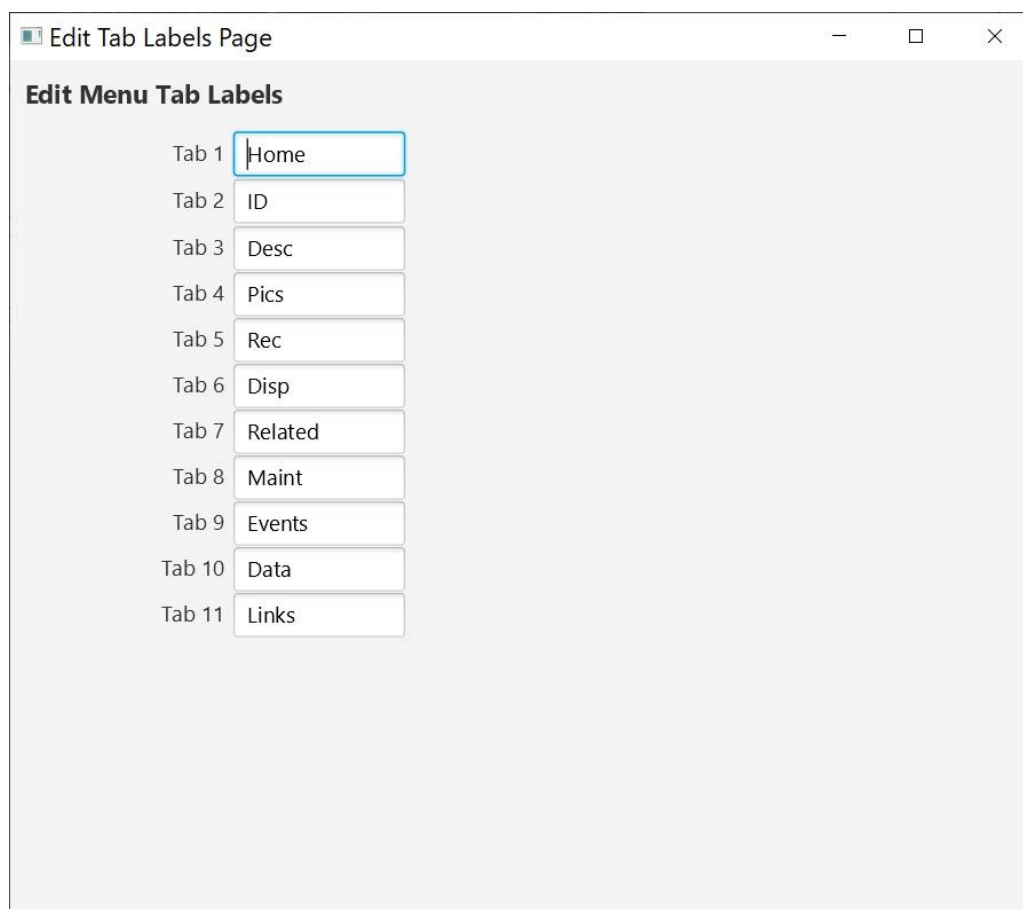 Edit Tab Labels Page
Edit Menu Tab Labels
Tab 1 Home
Tab 2 ID
Tab 3 Desc
Tab 4 Pics
Tab 5 Rec
Tab 6 Disp
Tab 7 Related
Tab 8 Maint
Tab 9 Events
Tab 10 Data
Tab 11 Links